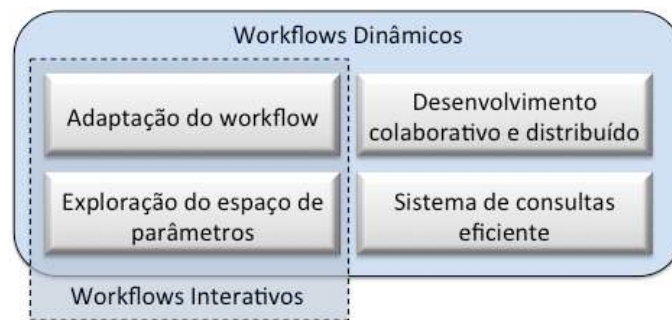 Workflows Dinâmicos
Adaptação do workflow
Desenvolvimento
colaborativo e distribuído
Exploração do espaço de
parâmetros
Sistema de consultas
eficiente
Workflows Interativos